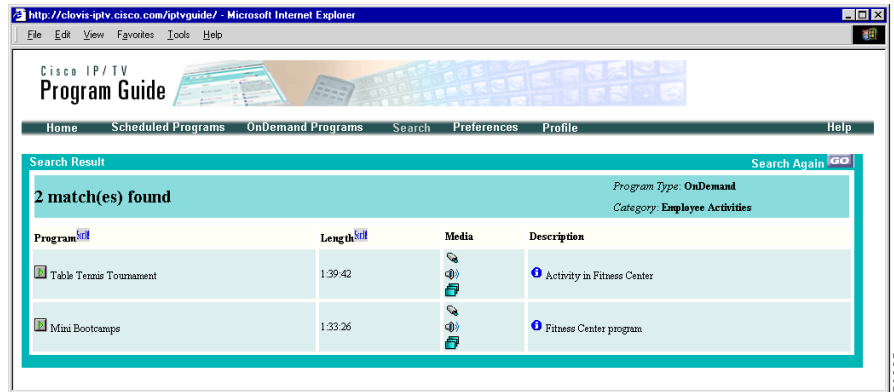 http://clovis-iptv.cisco.com/iptvguide/ - Microsoft Internet Explorer
File Edit View Favorites Tools Help
Cisco IP/TV
Program Guide
Home Scheduled Programs OnDemand Programs Search Preferences Profile Help
Search Result Search Again GO
2 match(es) found
Program Type: OnDemand
Category: Employee Activities
Program Length Media Description
Table Tennis Tournament 1:39:42 Activity in Fitness Center
Mini Bootcamps 1:33:26 Fitness Center program